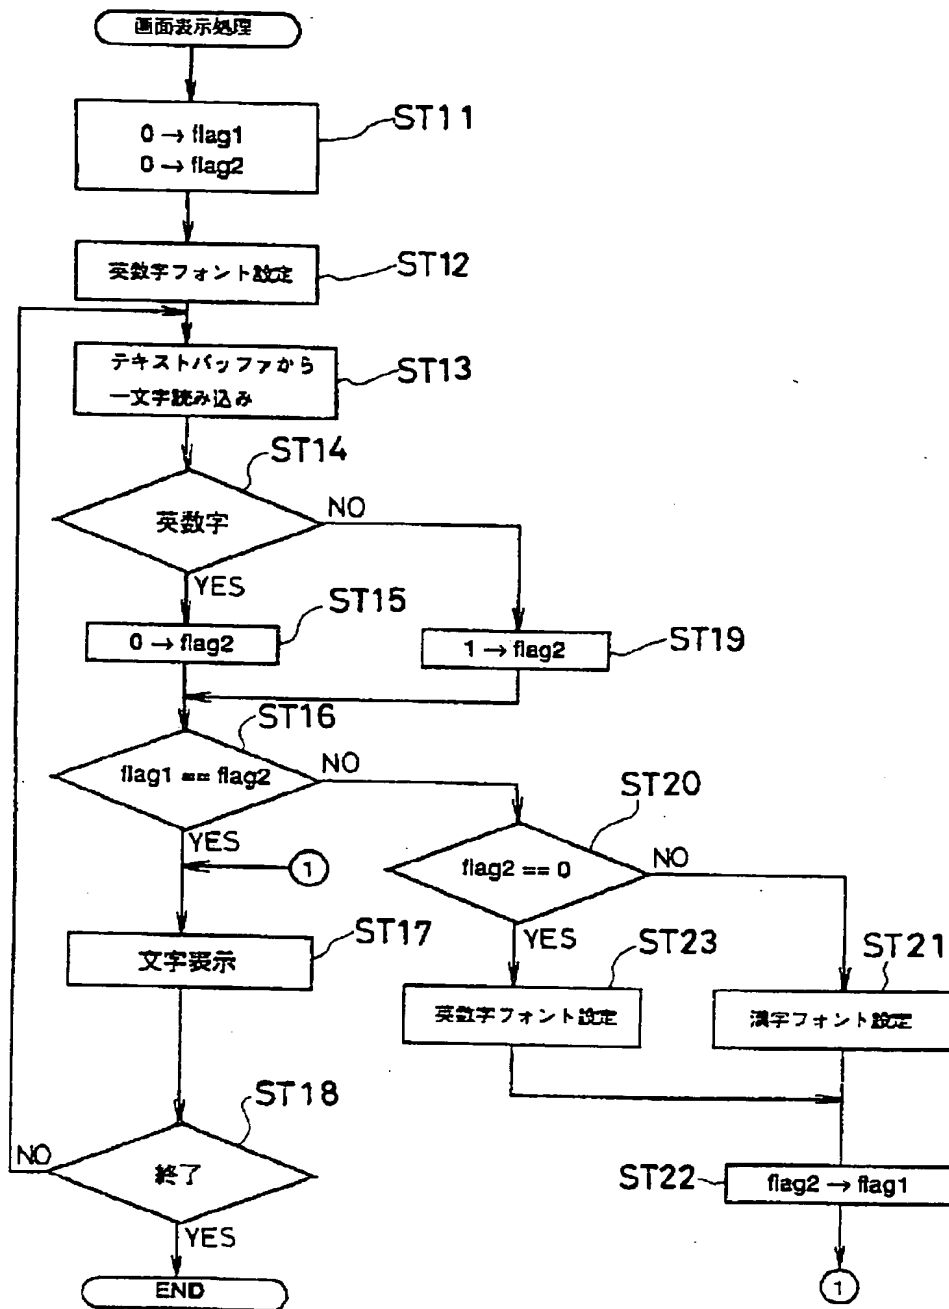 画面表示処理
0 → flag1
0 → flag2
ST11
英数字フォント設定
ST12
テキストバッファから
一文字読み込み
ST13
ST14
英数字
NO
YES
ST15
0 → flag2
1 → flag2
ST19
ST16
flag1 == flag2
NO
YES
ST20
flag2 == 0
NO
YES
1
ST17
文字表示
ST23
英数字フォント設定
ST21
漢字フォント設定
ST18
終了
NO
YES
ST22
flag2 → flag1
END
1